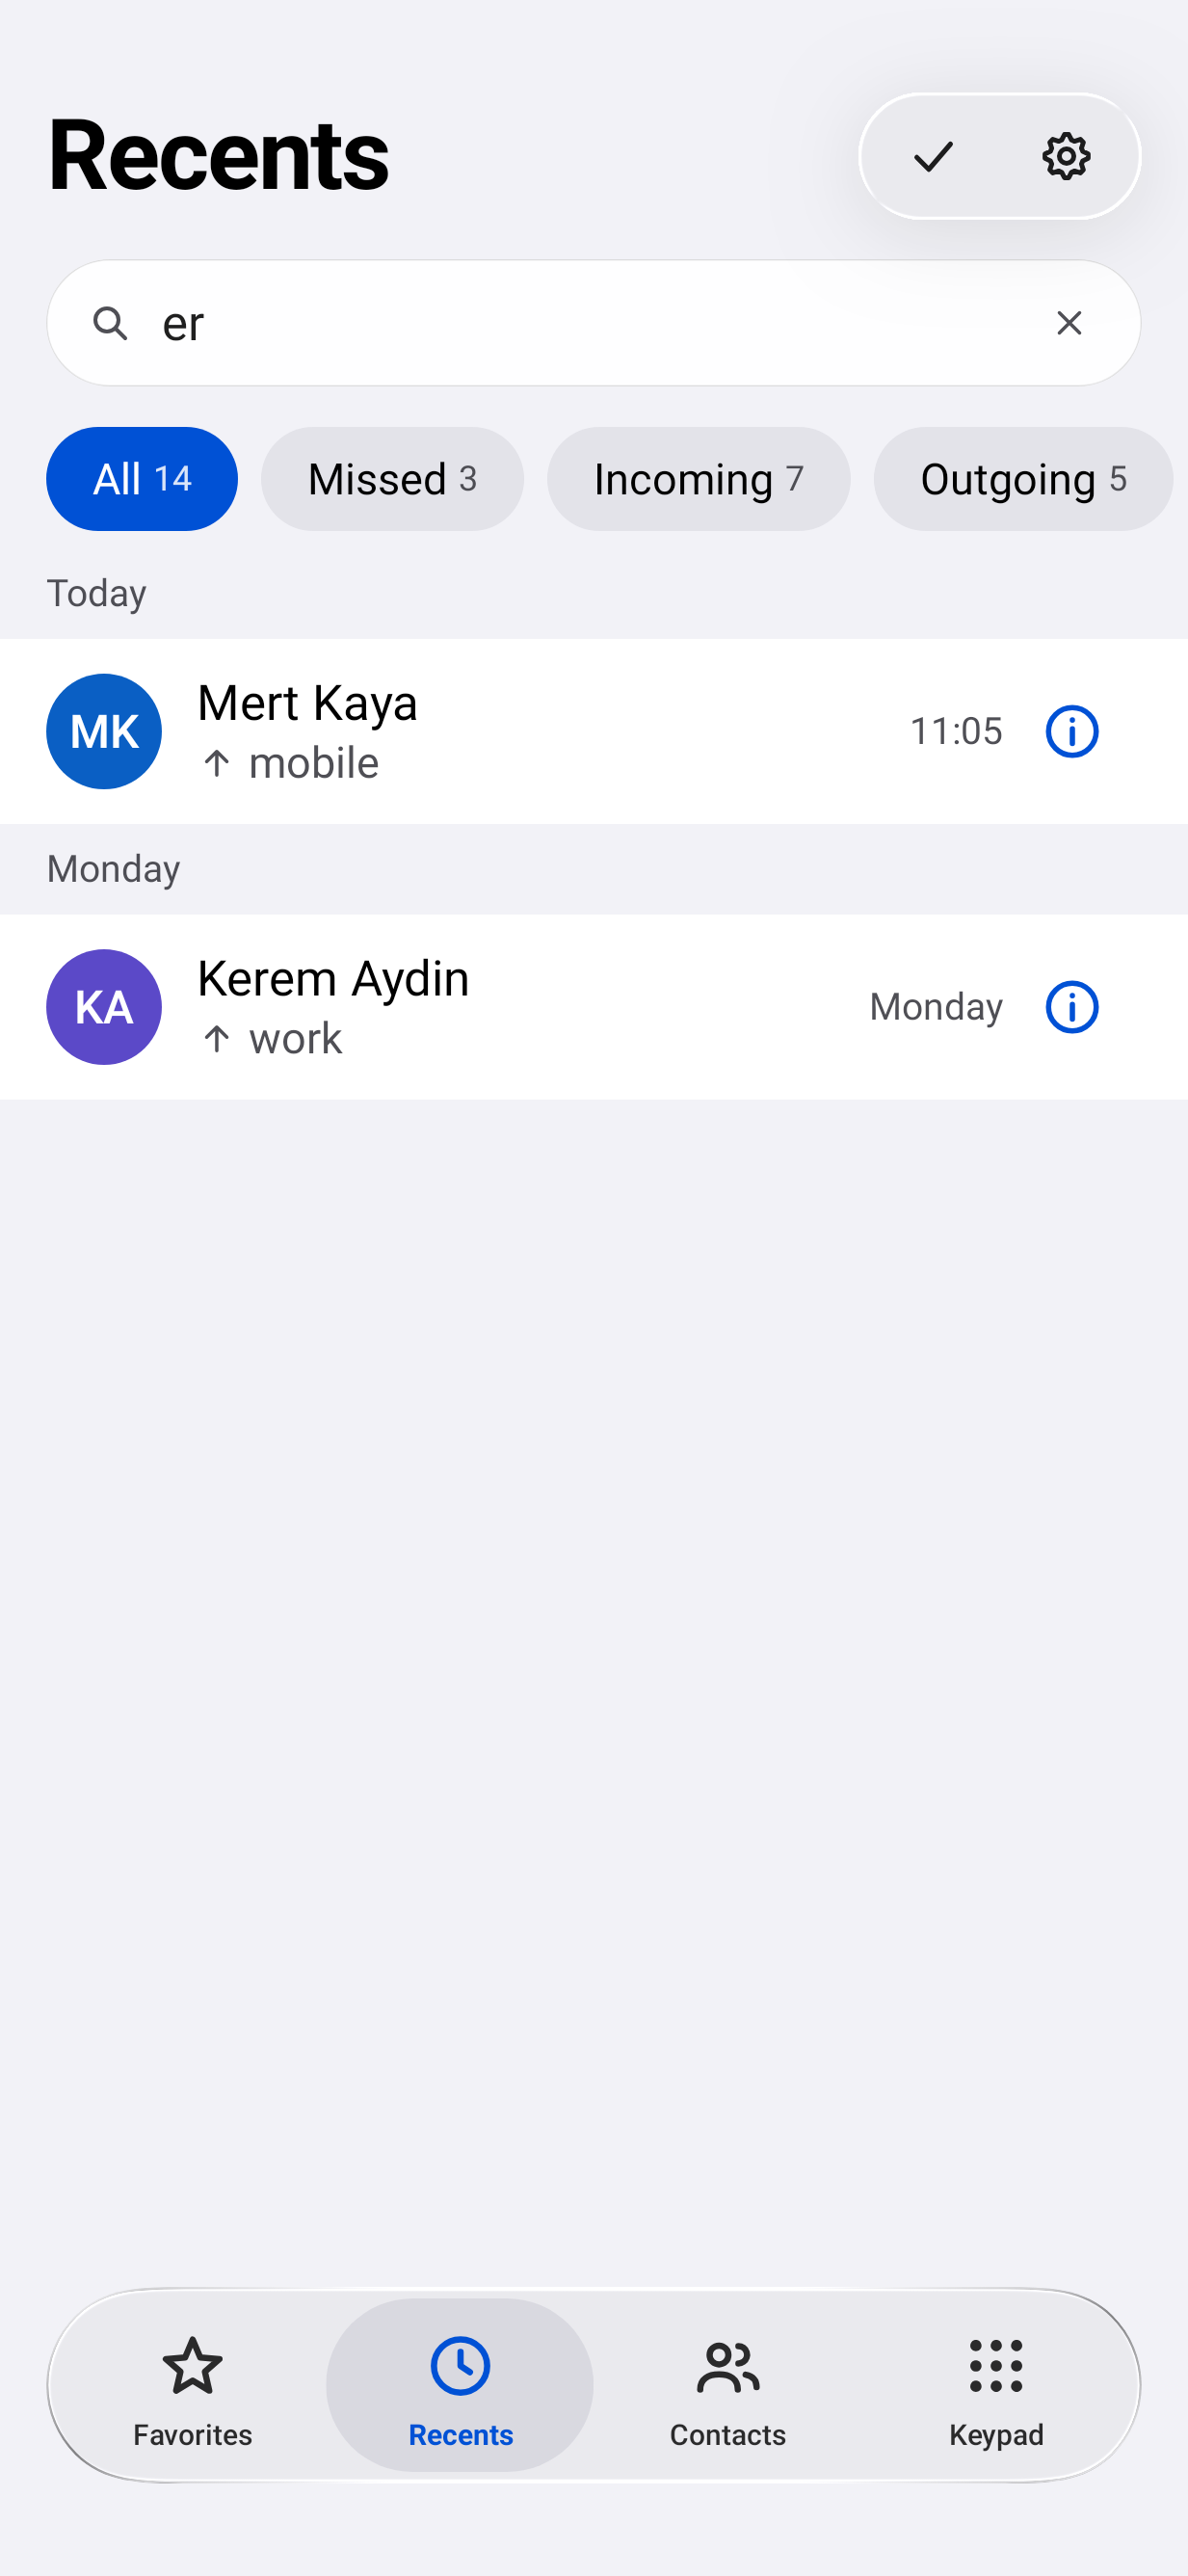 Recents
er
All 14 Missed 3 Incoming 7 Outgoing 5
Today
MK Mert Kaya
mobile
11:05
Monday
KA Kerem Aydin
work
Monday
Favorites Recents Contacts Keypad